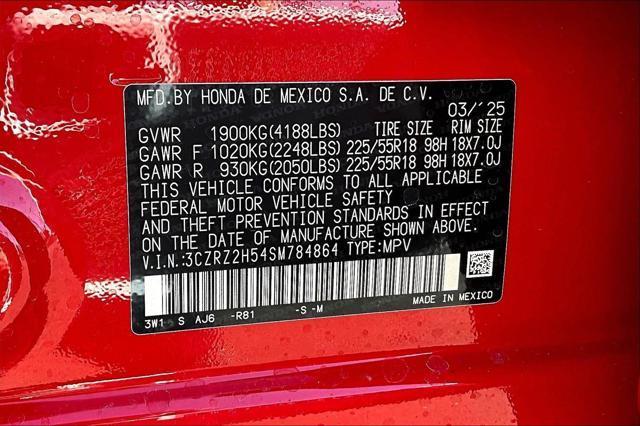 MFD.BY HONDA DE MEXICO S.A. DE C.V.
03/'25
GVWR 1900KG(4188LBS) TIRE SIZE RIM SIZE
GAWR F 1020KG(2248LBS) 225/55R18 98H 18X7.0J
GAWR R 930KG(2050LBS) 225/55R18 98H 18X7.0J
THIS VEHICLE CONFORMS TO ALL APPLICABLE
FEDERAL MOTOR VEHICLE SAFETY
AND THEFT PREVENTION STANDARDS IN EFFECT
ON THE DATE OF MANUFACTURE SHOWN ABOVE.
V.I.N.:3CZRZ2H54SM784864 TYPE:MPV
3W1 S AJ6 -R81 -S -M MADE IN MEXICO